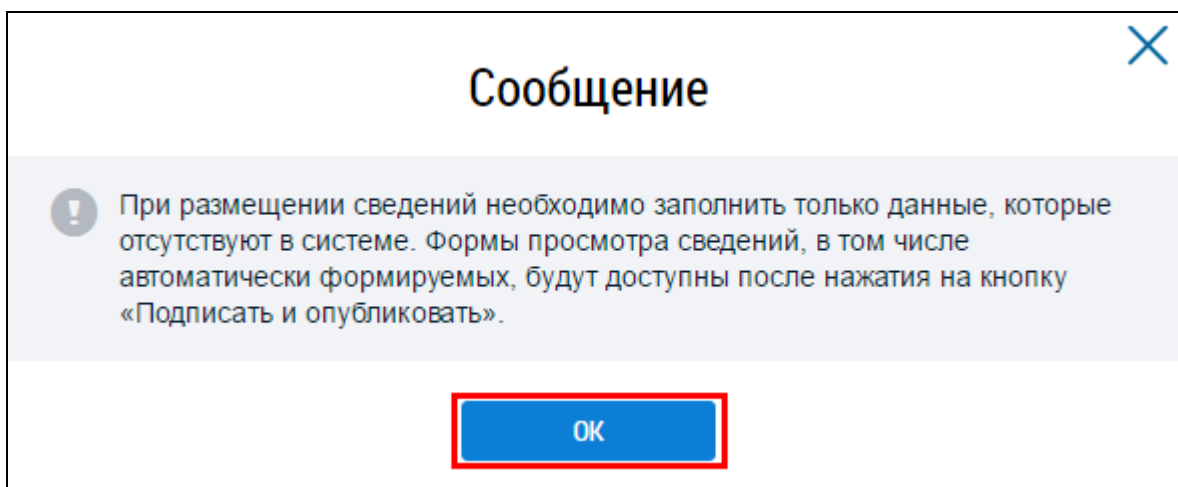 Сообщение
При размещении сведений необходимо заполнить только данные, которые
отсутствуют в системе. Формы просмотра сведений, в том числе
автоматически формируемых, будут доступны после нажатия на кнопку
«Подписать и опубликовать».
ОК